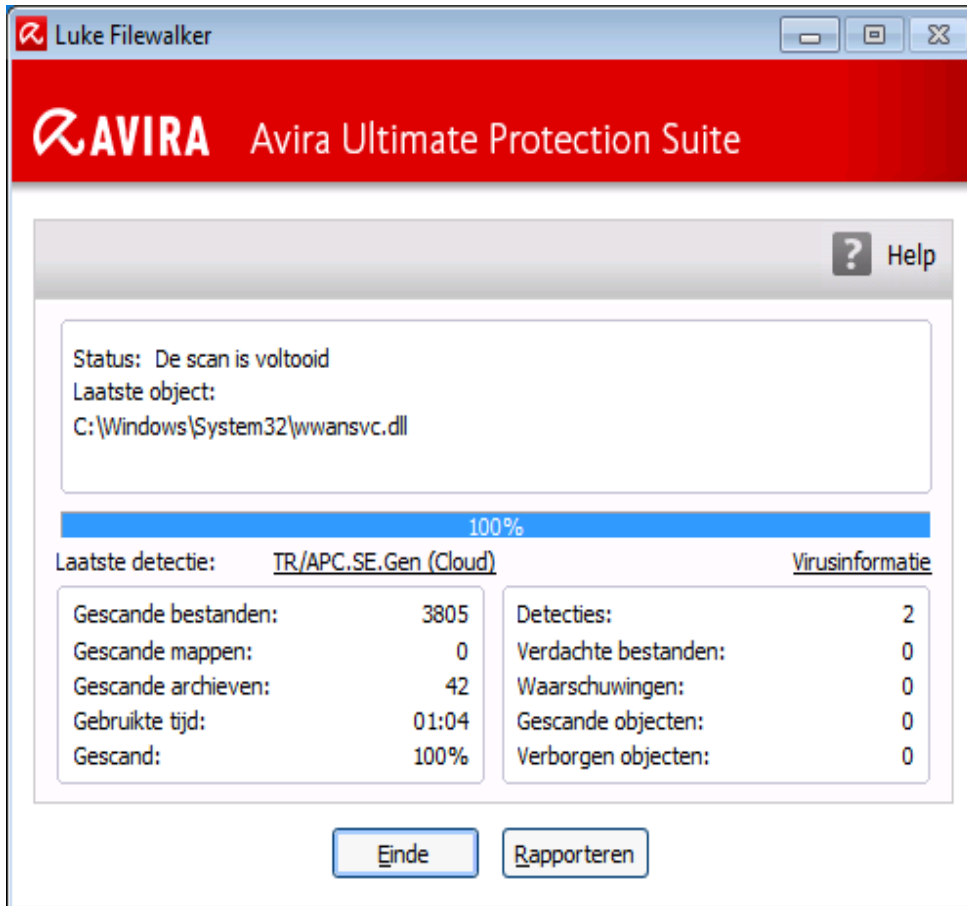 Luke Filewalker
AVIRA Avira Ultimate Protection Suite
? Help
Status: De scan is voltooid
Laatste object:
C:\Windows\System32\wwansvc.dll
100%
Laatste detectie: TR/APC.SE.Gen (Cloud) Virusinformatie
Gescande bestanden: 3805
Gescande mappen: 0
Gescande archieven: 42
Gebruikte tijd: 01:04
Gescand: 100%
Detecties: 2
Verdachte bestanden: 0
Waarschuwingen: 0
Gescande objecten: 0
Verborgen objecten: 0
Einde Rapporteren